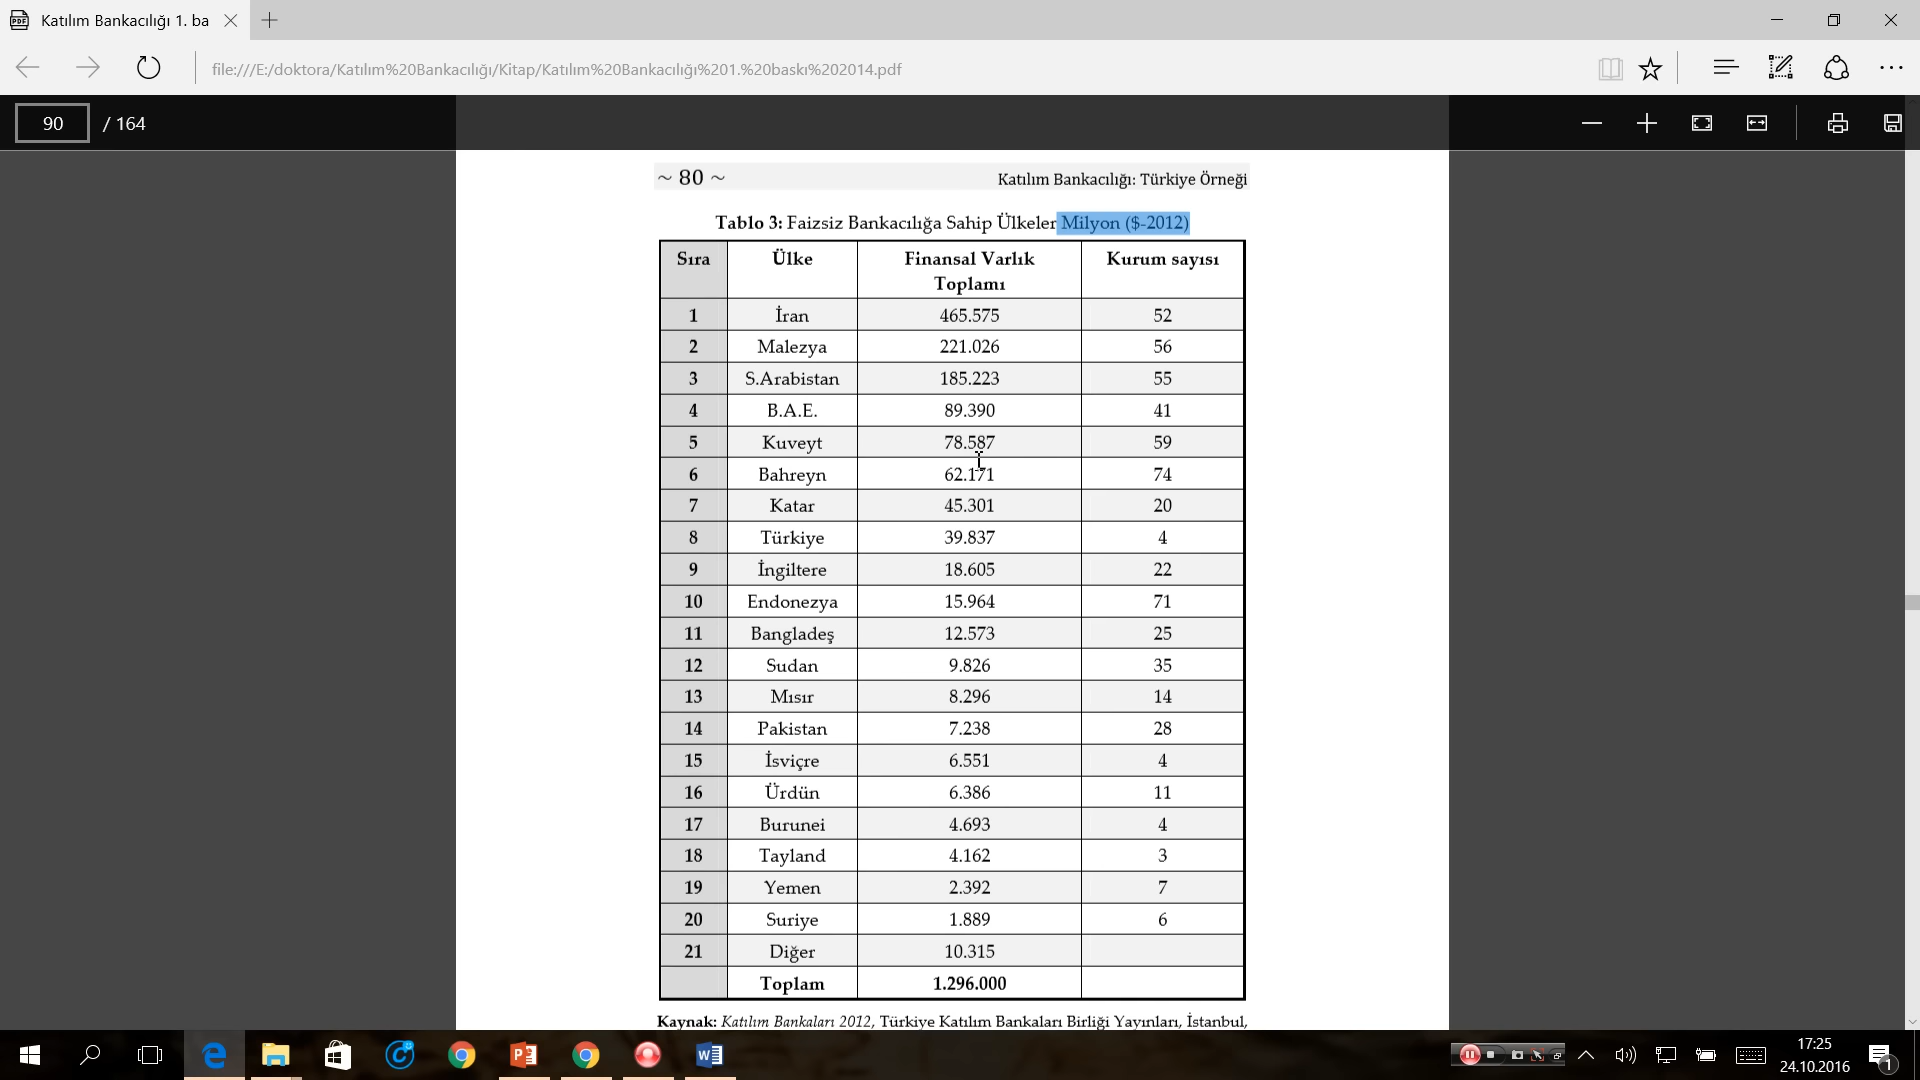 Katılım Bankacılığı 1. ba
file:///E:/doktora/Katılım%20Bankacılığı/Kitap/Katılım%20Bankacılığı%201.%20baskı%202014.pdf
90 / 164
~ 80 ~ Katılım Bankacılığı: Türkiye Örneği
Tablo 3: Faizsiz Bankacılığa Sahip Ülkeler Milyon ($-2012)
Sıra Ülke Finansal Varlık Toplamı Kurum sayısı
1 İran 465.575 52
2 Malezya 221.026 56
3 S.Arabistan 185.223 55
4 B.A.E. 89.390 41
5 Kuveyt 78.587 59
6 Bahreyn 62.171 74
7 Katar 45.301 20
8 Türkiye 39.837 4
9 İngiltere 18.605 22
10 Endonezya 15.964 71
11 Bangladeş 12.573 25
12 Sudan 9.826 35
13 Mısır 8.296 14
14 Pakistan 7.238 28
15 İsviçre 6.551 4
16 Ürdün 6.386 11
17 Burunei 4.693 4
18 Tayland 4.162 3
19 Yemen 2.392 7
20 Suriye 1.889 6
21 Diğer 10.315
Toplam 1.296.000
Kaynak: Katılım Bankaları 2012, Türkiye Katılım Bankaları Birliği Yayınları, İstanbul,
17:25
24.10.2016
1